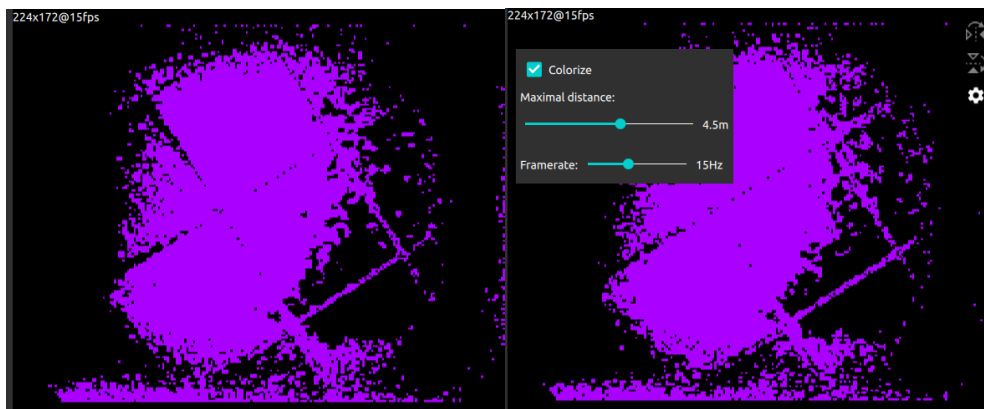 224x172@15fps
224x172@15fps
Colorize
Maximal distance:
4.5m
Framerate:
15Hz